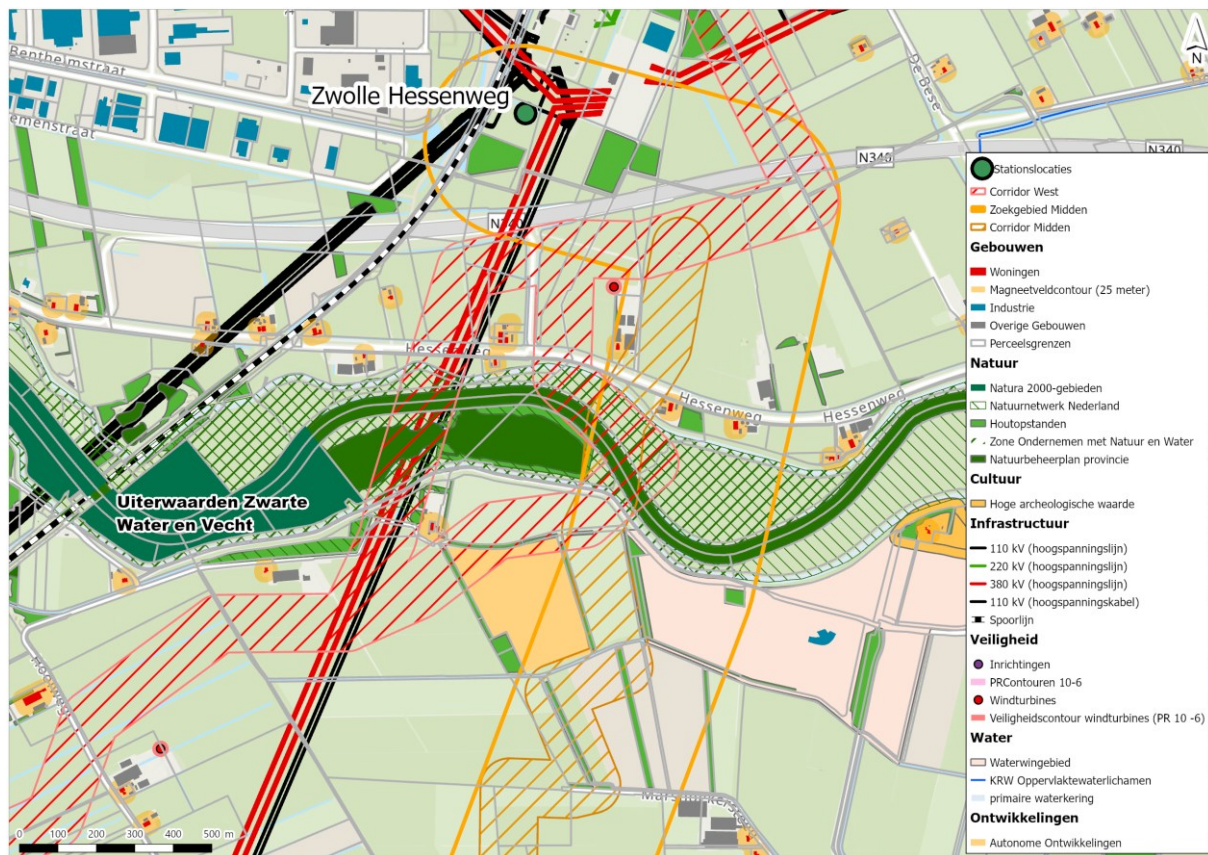 Benthemstraat
emenstraat
Zwolle Hessenweg
De Bese
N
N340
N340
N340
Hessenweg
Hessenweg
Hessenweg
Uiterwaarden Zwarte
Water en Vecht
Hooiweg
0 100 200 300 400 500 m
Stationslocaties
Corridor West
Zoekgebied Midden
Corridor Midden
Gebouwen
Woningen
Magneetveldcontour (25 meter)
Industrie
Overige Gebouwen
Perceelsgrenzen
Natuur
Natura 2000-gebieden
Natuurnetwerk Nederland
Houtopstanden
Zone Ondernemen met Natuur en Water
Natuurbeheerplan provincie
Cultuur
Hoge archeologische waarde
Infrastructuur
110 kV (hoogspanningslijn)
220 kV (hoogspanningslijn)
380 kV (hoogspanningslijn)
110 kV (hoogspanningskabel)
Spoorlijn
Veiligheid
Inrichtingen
PRContouren 10-6
Windturbines
Veiligheidscontour windturbines (PR 10 -6)
Water
Waterwingebied
KRW Oppervlaktewaterlichamen
primaire waterkering
Ontwikkelingen
Autonome Ontwikkelingen